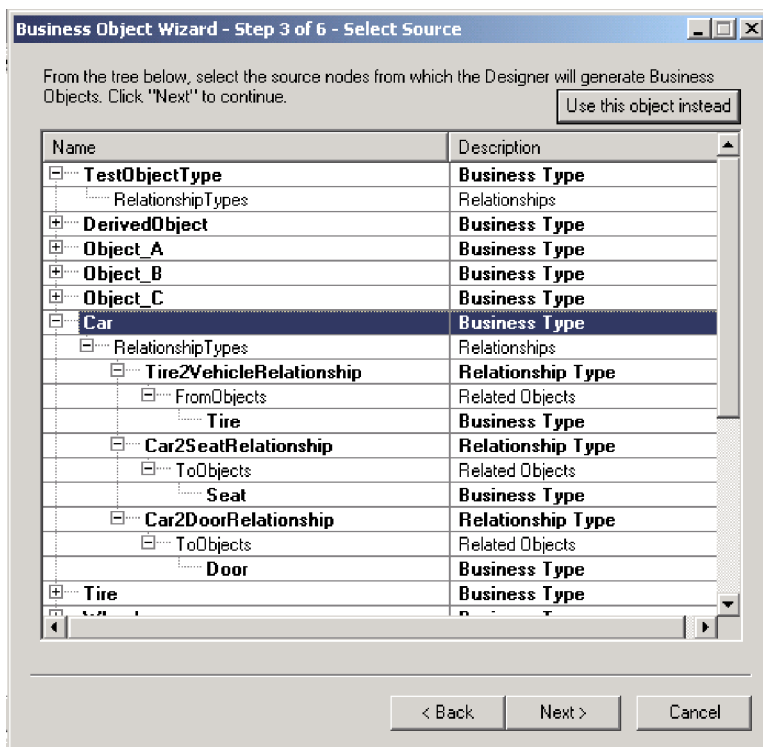 Business Object Wizard - Step 3 of 6 - Select Source
From the tree below, select the source nodes from which the Designer will generate Business
Objects. Click "Next" to continue.
Use this object instead
Name Description
TestObjectType Business Type
RelationshipTypes Relationships
DerivedObject Business Type
Object_A Business Type
Object_B Business Type
Object_C Business Type
Car Business Type
RelationshipTypes Relationships
Tire2VehicleRelationship Relationship Type
FromObjects Related Objects
Tire Business Type
Car2SeatRelationship Relationship Type
ToObjects Related Objects
Seat Business Type
Car2DoorRelationship Relationship Type
ToObjects Related Objects
Door Business Type
Tire Business Type
< Back Next > Cancel